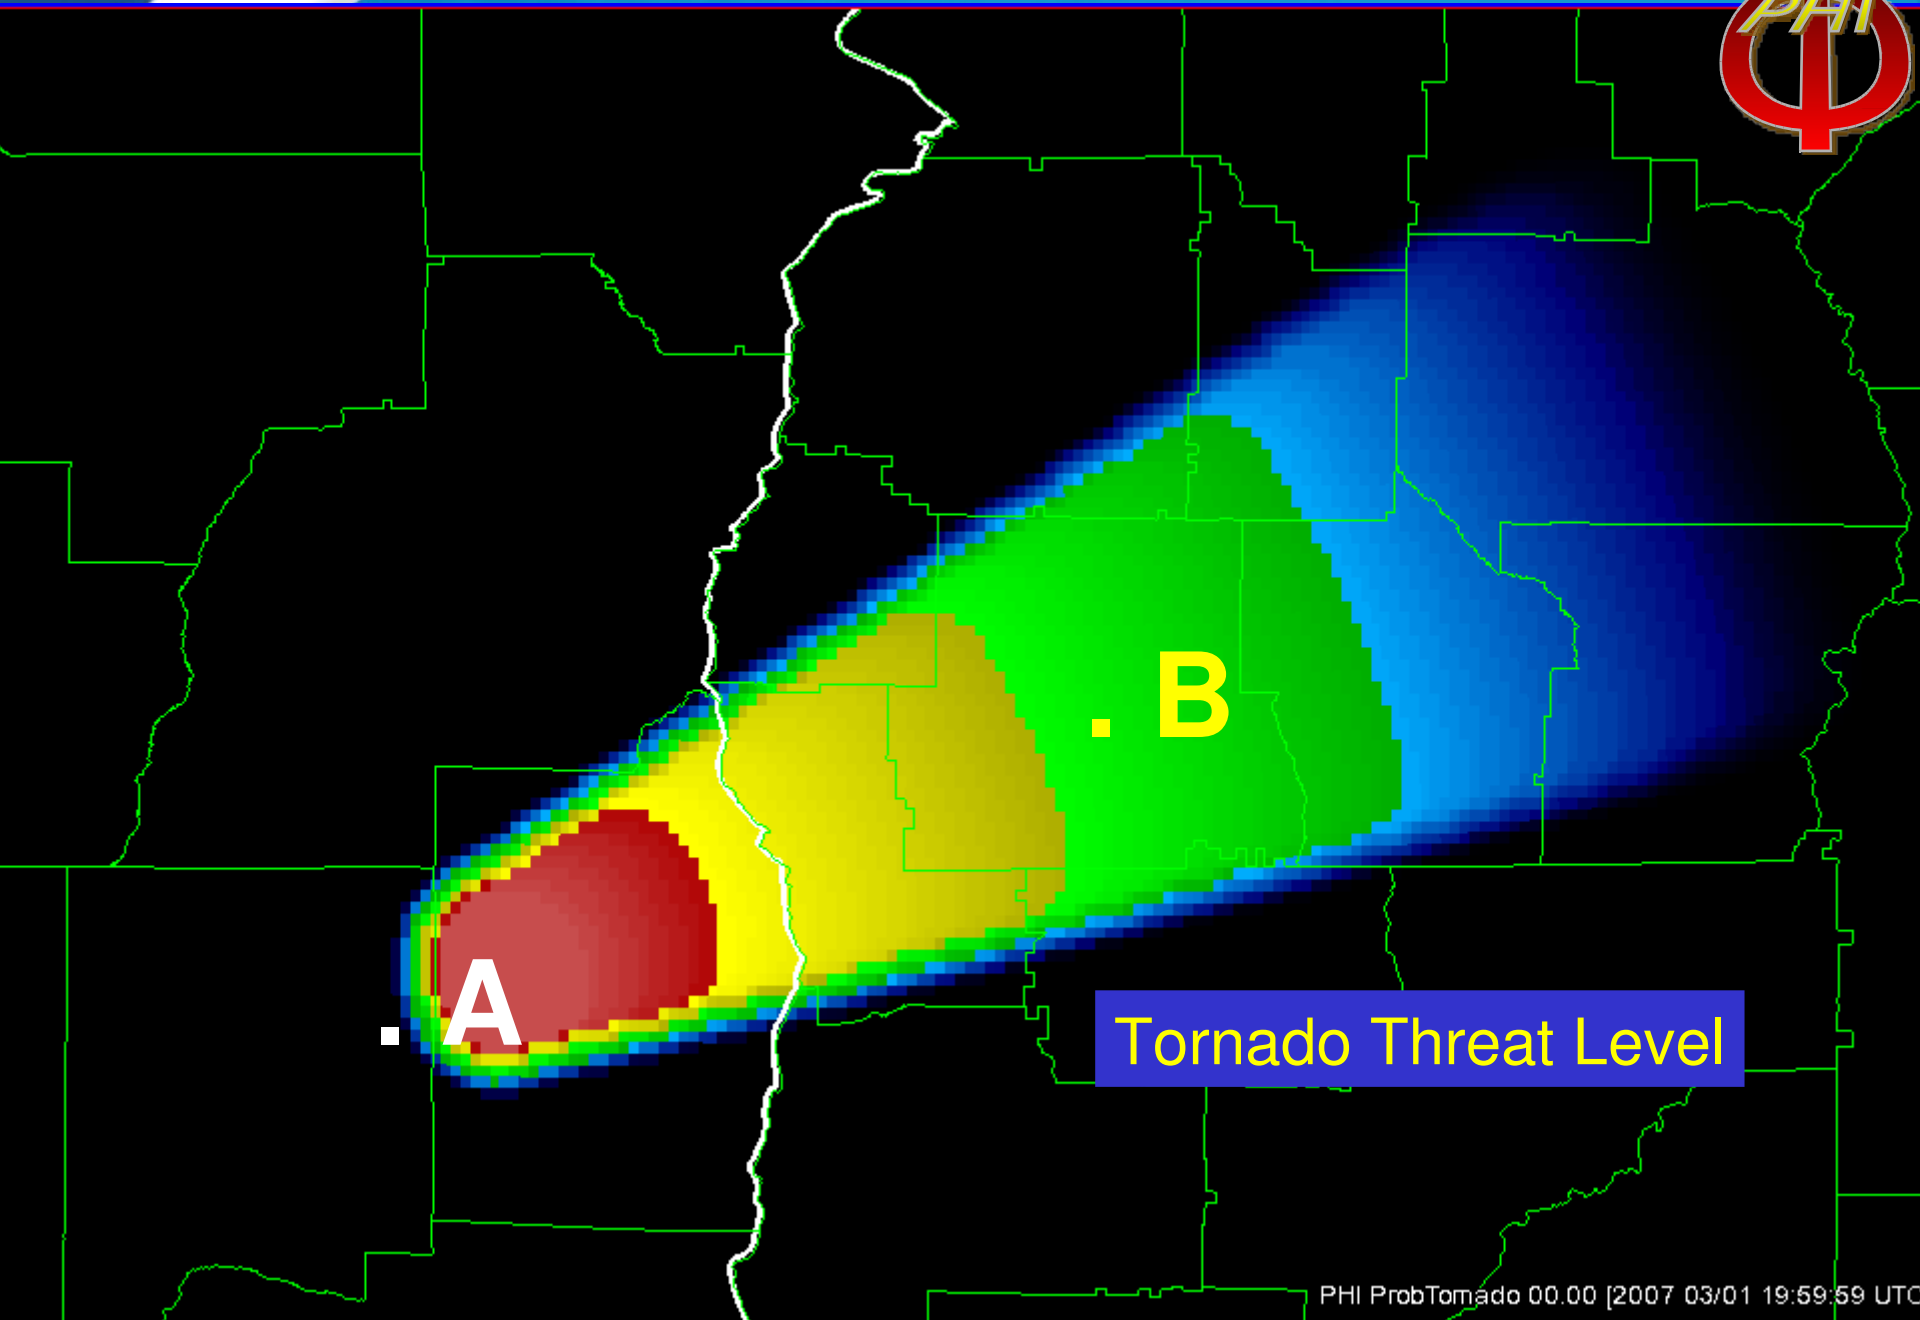 PHI
B
A
Tornado Threat Level
PHI ProbTornado 00.00 [2007 03/01 19:59:59 UTC